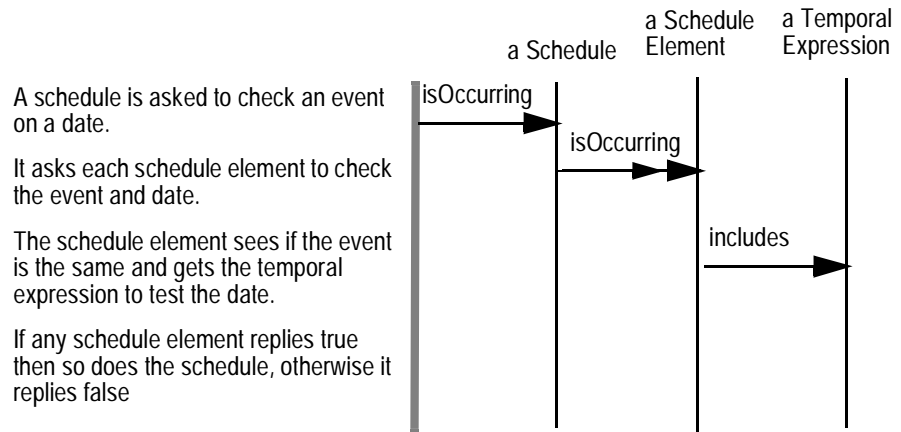 a Schedule
a Schedule
Element
a Temporal
Expression
A schedule is asked to check an event
on a date.
isOccurring
It asks each schedule element to check
the event and date.
isOccurring
The schedule element sees if the event
is the same and gets the temporal
expression to test the date.
includes
If any schedule element replies true
then so does the schedule, otherwise it
replies false